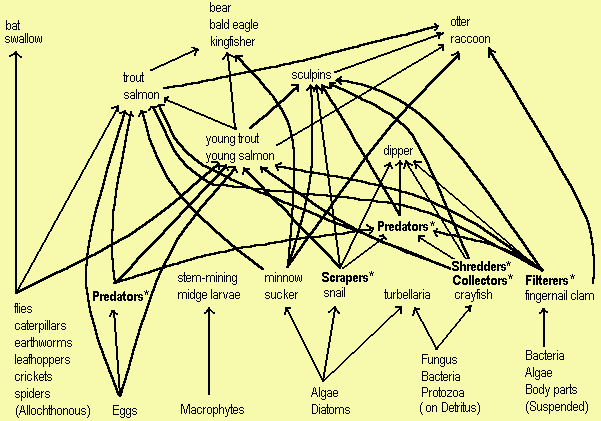 bear
bald eagle
kingfisher
otter
raccoon
bat
swallow
trout
salmon
sculpins
young trout
young salmon
dipper
Predators*
Predators*
stem-mining
midge larvae
minnow
sucker
Scrapers*
snail
turbellaria
Shredders*
Collectors*
crayfish
Filterers*
fingernail clam
flies
caterpillars
earthworms
leafhoppers
crickets
spiders
(Allochthonous)
Eggs
Macrophytes
Algae
Diatoms
Fungus
Bacteria
Protozoa
( on Detritus)
Bacteria
Algae
Body parts
(Suspended)